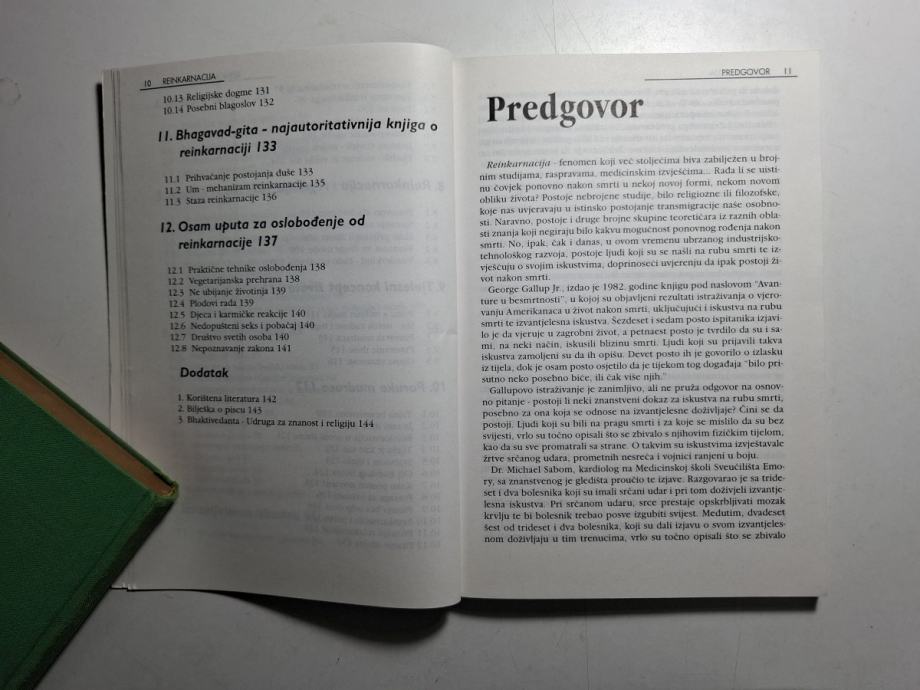 10 REINKARNACIJA
10.13 Religijske dogme 131
10.14 Posebni blagoslov 132
11. Bhagavad-gita - najautoritativnija knjiga o
reinkarnaciji 133
11.1 Prihvaćanje postojanja duše 133
11.2 Um - mehanizam reinkarnacije 135
11.3 Staza reinkarnacije 136
12. Osam uputa za oslobođenje od
reinkarnacije 137
12.1 Praktične tehnike oslobođenja 138
12.2 Vegetarijanska prehrana 138
12.3 Ne ubijanje životinja 139
12.4 Plodovi rada 139
12.5 Djeca i karmičke reakcije 140
12.6 Nedopušteni seks i pobačaj 140
12.7 Društvo svetih osoba 140
12.8 Nepoznavanje zakona 141
Dodatak
1. Korištena literatura 142
2. Bilješka o piscu 143
3. Bhaktivedanta - Udruga za znanost i religiju 144
PREDGOVOR 11
Predgovor
Reinkarnacija - fenomen koji već stoljećima biva zabilježen u broj-
nim studijama, raspravama, medicinskim izvješćima... Rada li se uisti-
nu čovjek ponovno nakon smrti u nekoj novoj formi, nekom novom
obliku života? Postoje nebrojene studije, bilo religiozne ili filozofske,
koje nas uvjeravaju u istinsko postojanje transmigracije naše osobno-
sti. Naravno, postoje i druge brojne skupine teoretičara iz raznih obla-
sti znanja koji negiraju bilo kakvu mogućnost ponovnog rođenja nakon
smrti. No, ipak, čak i danas, u ovom vremenu ubrzanog industrijsko-
tehnološkog razvoja, postoje ljudi koji su se našli na rubu smrti te iz-
vješćuju o svojim iskustvima, doprinoseći uvjerenju da ipak postoji ži-
vot nakon smrti.
George Gallup Jr., izdao je 1982. godine knjigu pod naslovom "Avan-
ture u besmrtnosti", u kojoj su objavljeni rezultati istraživanja o vjero-
vanju Amerikanaca u život nakon smrti, uključujući i iskustva na rubu
smrti te izvantjelesna iskustva. Šezdeset i sedam posto ispitanika izjavi-
lo je da vjeruje u zagrobni život, a petnaest posto je tvrdilo da su i sa-
mi, na neki način, iskusili blizinu smrti. Ljudi koji su prijavili takva
iskustva zamoljeni su da ih opišu. Devet posto ih je govorilo o izlasku
iz tijela, dok je osam posto osjetilo da je tijekom tog događaja "bilo pri-
sutno neko posebno biće, ili čak više njih."
Gallupovo istraživanje je zanimljivo, ali ne pruža odgovor na osnov-
no pitanje - postoji li neki znanstveni dokaz za iskustva na rubu smrti,
posebno za ona koja se odnose na izvantjelesne doživljaje? Čini se da
postoji. Ljudi koji su bili na pragu smrti i za koje se mislilo da su bez
svijesti, vrlo su točno opisali što se zbivalo s njihovim fizičkim tijelom,
kao da su sve promatrali sa strane. O takvim su iskustvima izvještavale
žrtve srčanog udara, prometnih nesreća i vojnici ranjeni u boju.
Dr. Michael Sabom, kardiolog na Medicinskoj školi Sveučilišta Emo-
ry, sa znanstvenog je gledišta proučio te izjave. Razgovarao je sa tride-
set i dva bolesnika koji su imali srčani udar i pri tom doživjeli izvantje-
lesna iskustva. Pri srčanom udaru, srce prestaje opskrbljivati mozak
krvlju te bi bolesnik trebao posve izgubiti svijest. Međutim, dvadeset
šest od trideset i dva bolesnika, koji su dali izjavu o svom izvantjeles-
nom doživljaju u tim trenucima, vrlo su točno opisali što se zbivalo